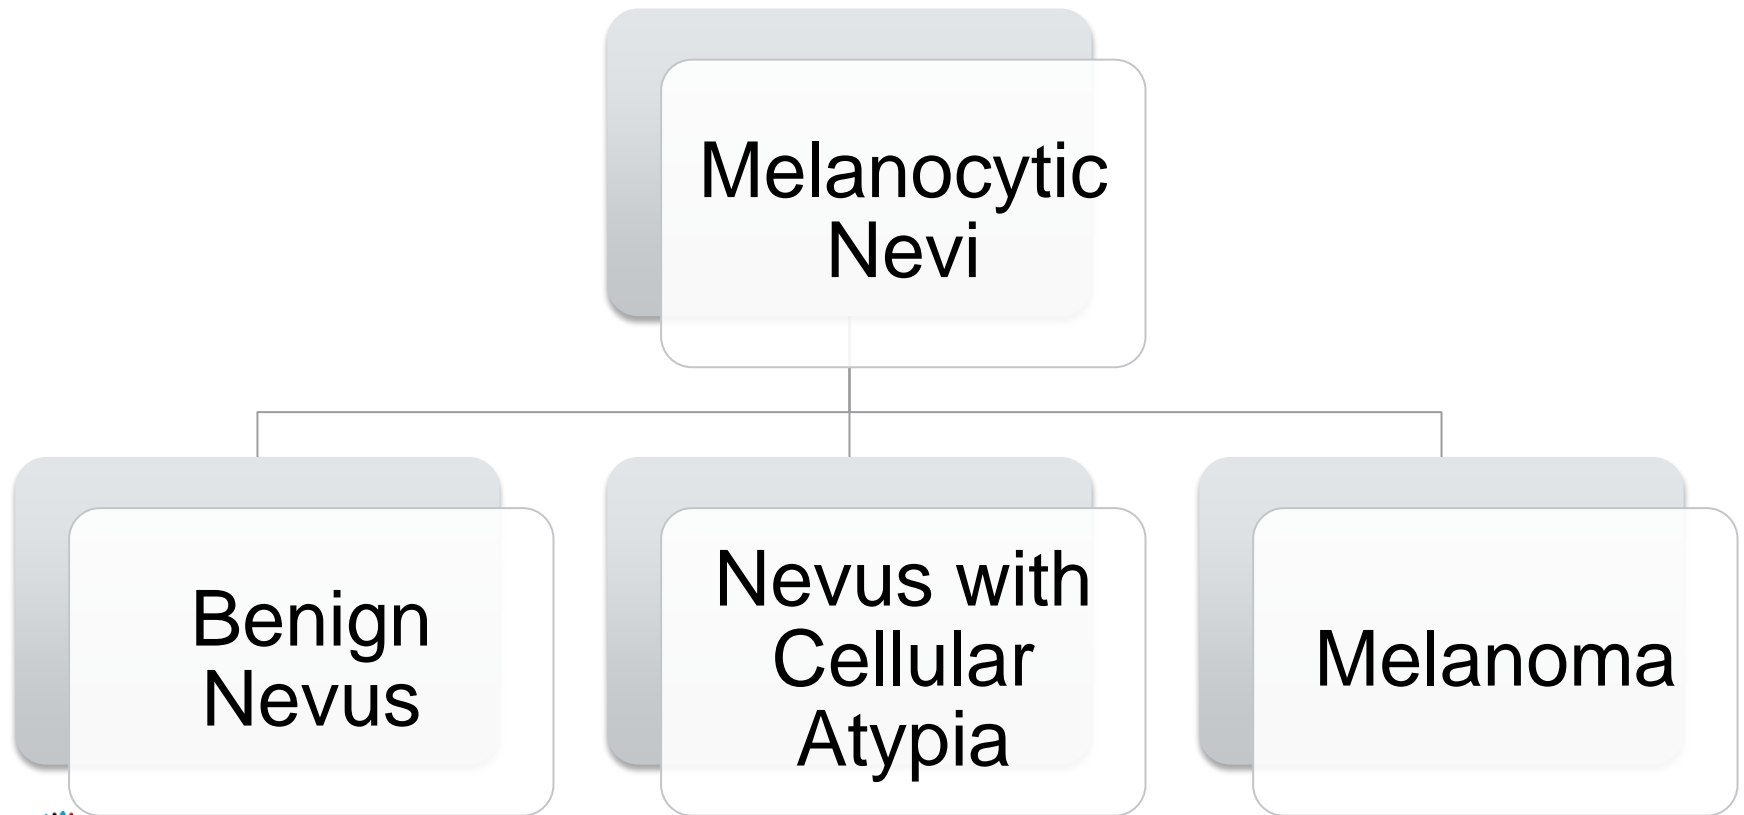 Melanocytic
Nevi
Benign
Nevus
Nevus with
Cellular
Atypia
Melanoma